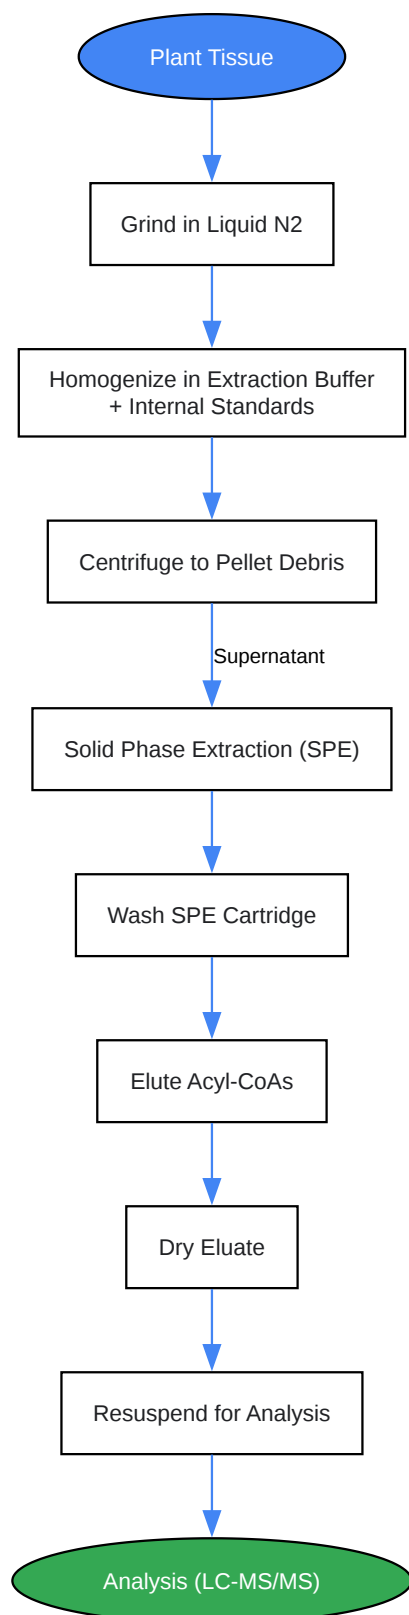 Plant Tissue
Grind in Liquid N2
Homogenize in Extraction Buffer
+ Internal Standards
Centrifuge to Pellet Debris
Supernatant
Solid Phase Extraction (SPE)
Wash SPE Cartridge
Elute Acyl-CoAs
Dry Eluate
Resuspend for Analysis
Analysis (LC-MS/MS)